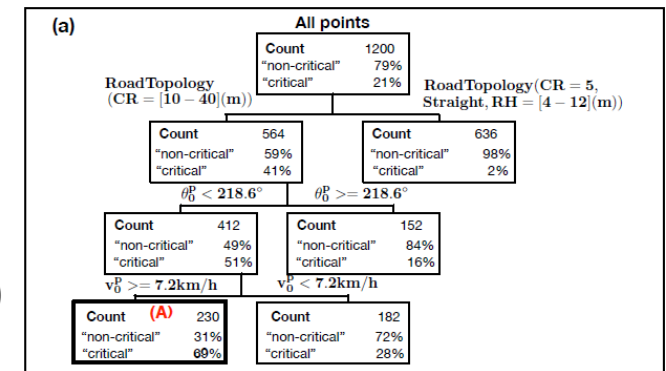 (a)
All points
Count 1200
"non-critical" 79%
"critical" 21%
RoadTopology
(CR = [10 − 40](m))
RoadTopology(CR = 5,
Straight, RH = [4 − 12](m))
Count 564
"non-critical" 59%
"critical" 41%
Count 636
"non-critical" 98%
"critical" 2%
θ₀ᵖ < 218.6°
θ₀ᵖ >= 218.6°
Count 412
"non-critical" 49%
"critical" 51%
Count 152
"non-critical" 84%
"critical" 16%
v₀ᵖ >= 7.2km/h
v₀ᵖ < 7.2km/h
Count (A) 230
"non-critical" 31%
"critical" 69%
Count 182
"non-critical" 72%
"critical" 28%